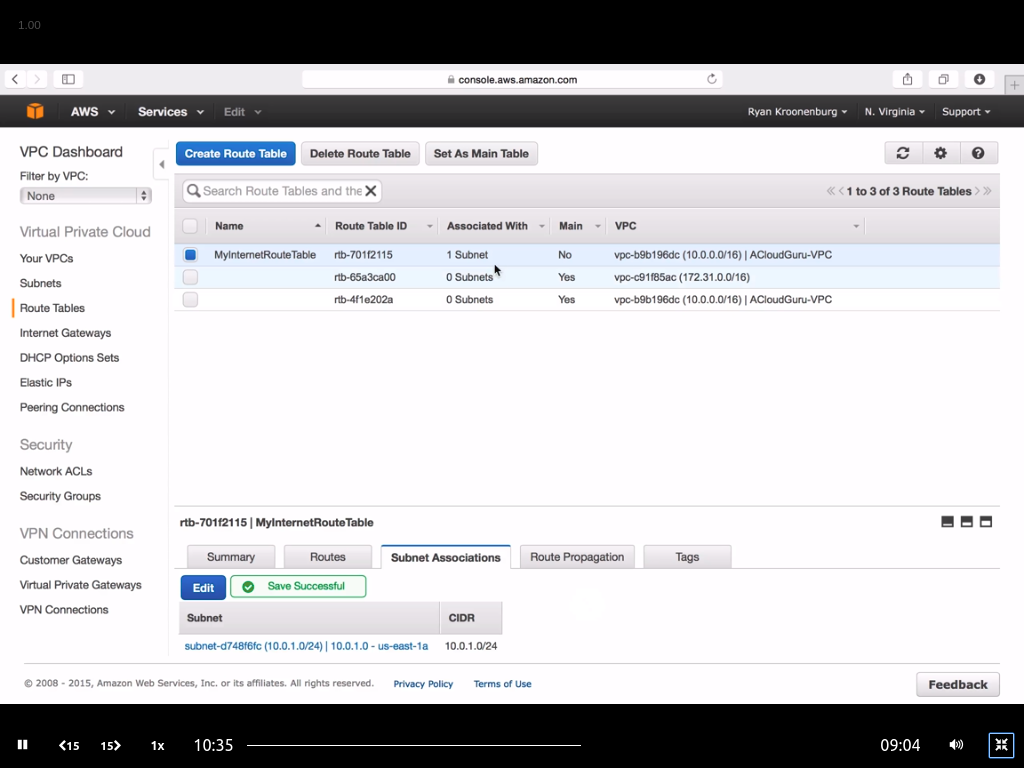 1.00
console.aws.amazon.com
AWS Services Edit Ryan Kroonenburg N. Virginia Support
VPC Dashboard
Filter by VPC:
None
Virtual Private Cloud
Your VPCs
Subnets
Route Tables
Internet Gateways
DHCP Options Sets
Elastic IPs
Peering Connections
Security
Network ACLs
Security Groups
VPN Connections
Customer Gateways
Virtual Private Gateways
VPN Connections
Create Route Table Delete Route Table Set As Main Table
Search Route Tables and the 1 to 3 of 3 Route Tables
Name Route Table ID Associated With Main VPC
MyInternetRouteTable rtb-701f2115 1 Subnet No vpc-b9b196dc (10.0.0.0/16) | ACloudGuru-VPC
rtb-65a3ca00 0 Subnets Yes vpc-c91f85ac (172.31.0.0/16)
rtb-4f1e202a 0 Subnets Yes vpc-b9b196dc (10.0.0.0/16) | ACloudGuru-VPC
rtb-701f2115 | MyInternetRouteTable
Summary Routes Subnet Associations Route Propagation Tags
Edit Save Successful
Subnet CIDR
subnet-d748f6fc (10.0.1.0/24) | 10.0.1.0 - us-east-1a 10.0.1.0/24
© 2008 - 2015, Amazon Web Services, Inc. or its affiliates. All rights reserved. Privacy Policy Terms of Use Feedback
15 15 1x 10:35 09:04